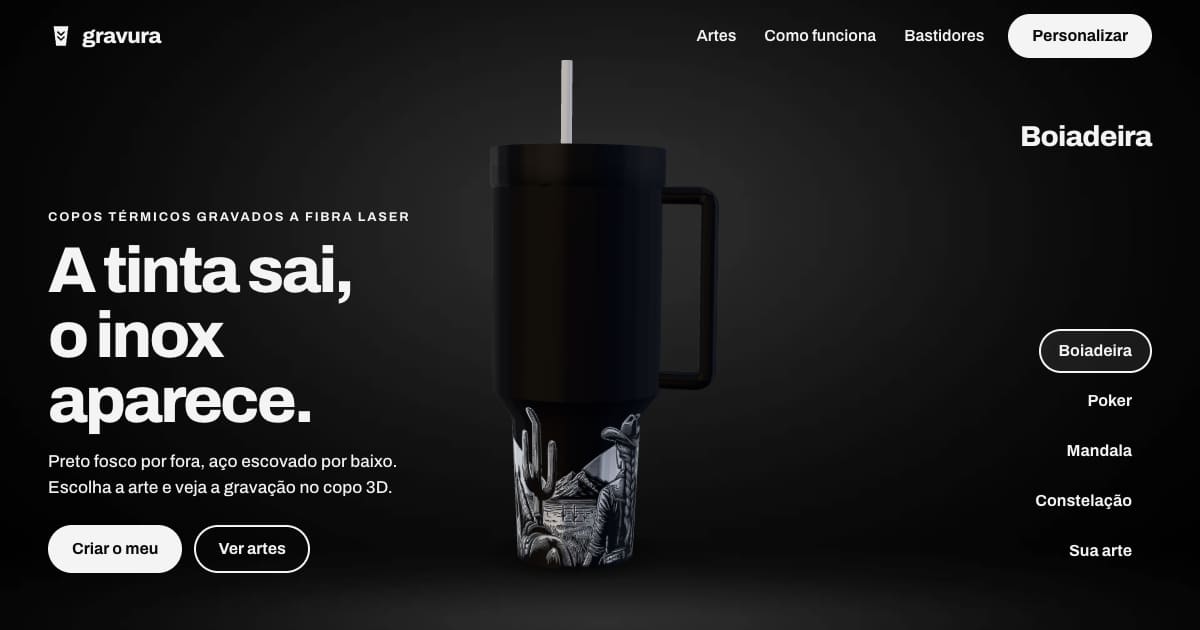 gravura
Artes
Como funciona
Bastidores
Personalizar
Boiadeira
COPOS TÉRMICOS GRAVADOS A FIBRA LASER
A tinta sai,
o inox
aparece.
Preto fosco por fora, aço escovado por baixo.
Escolha a arte e veja a gravação no copo 3D.
Criar o meu
Ver artes
Boiadeira
Poker
Mandala
Constelação
Sua arte